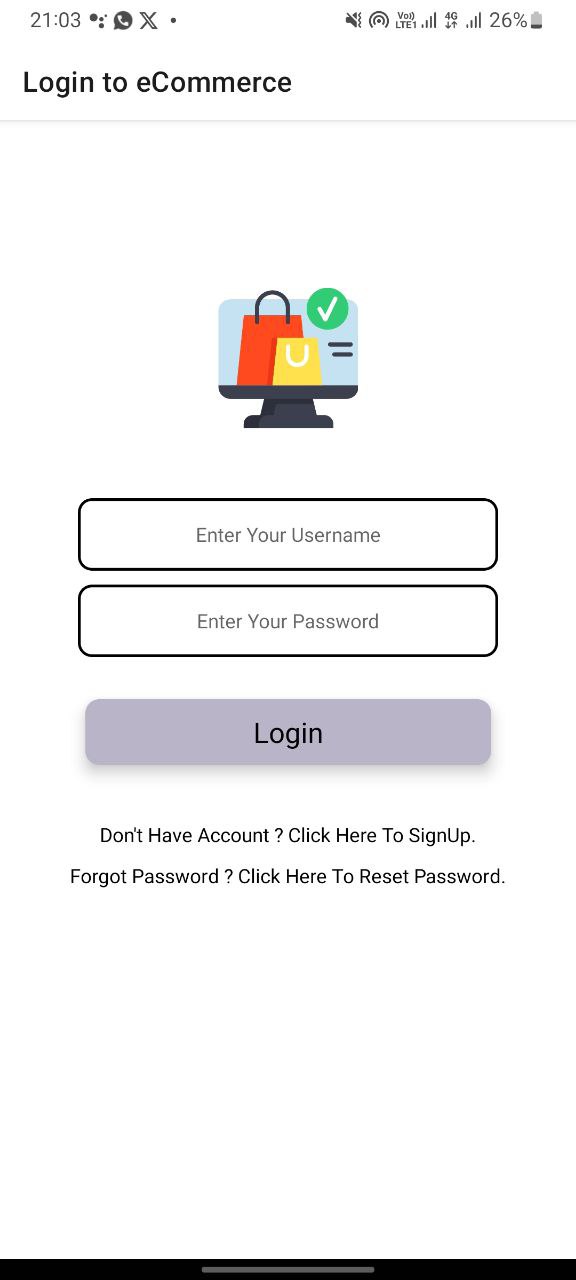 21:03 Vo) LTE1 4G 26%
Login to eCommerce
Enter Your Username
Enter Your Password
Login
Don't Have Account ? Click Here To SignUp.
Forgot Password ? Click Here To Reset Password.